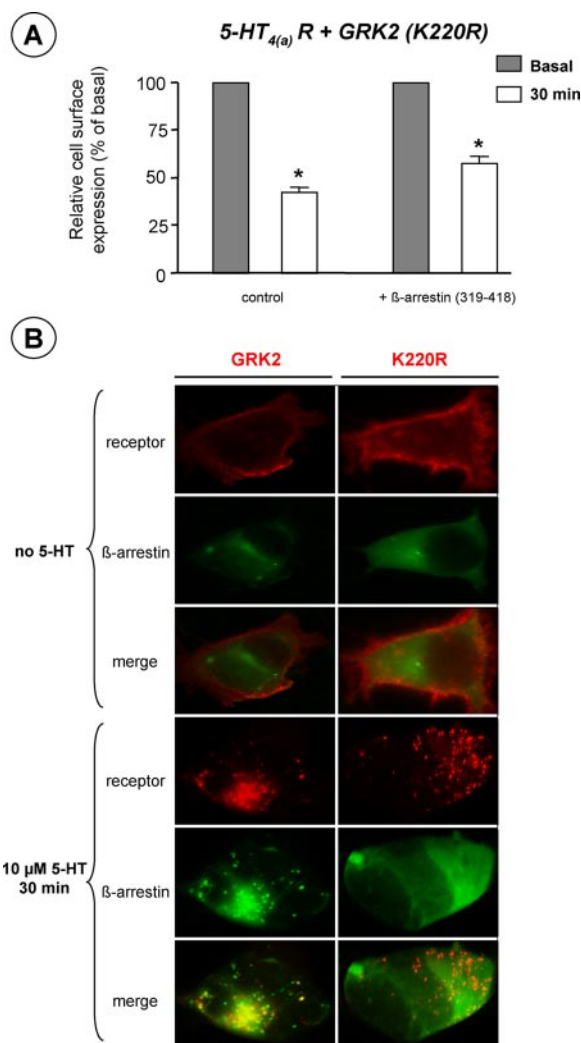 A
5-HT4(a) R + GRK2 (K220R)
Basal
30 min
Relative cell surface
expression (% of basal)
100
75
50
25
0
*
*
control
+ ß-arrestin (319-418)
B
GRK2
K220R
no 5-HT
receptor
ß-arrestin
merge
10 µM 5-HT
30 min
receptor
ß-arrestin
merge